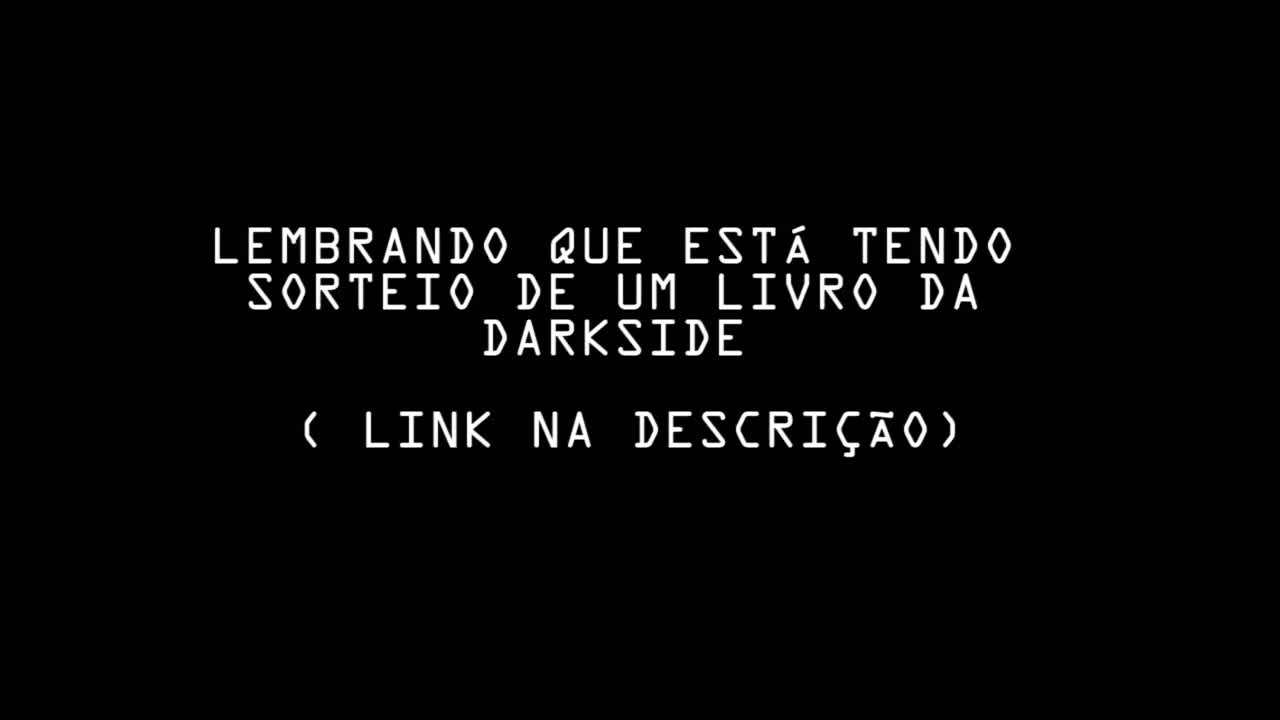 LEMBRANDO QUE ESTÁ TENDO
SORTEIO DE UM LIVRO DA
DARKSIDE
( LINK NA DESCRIÇÃO)